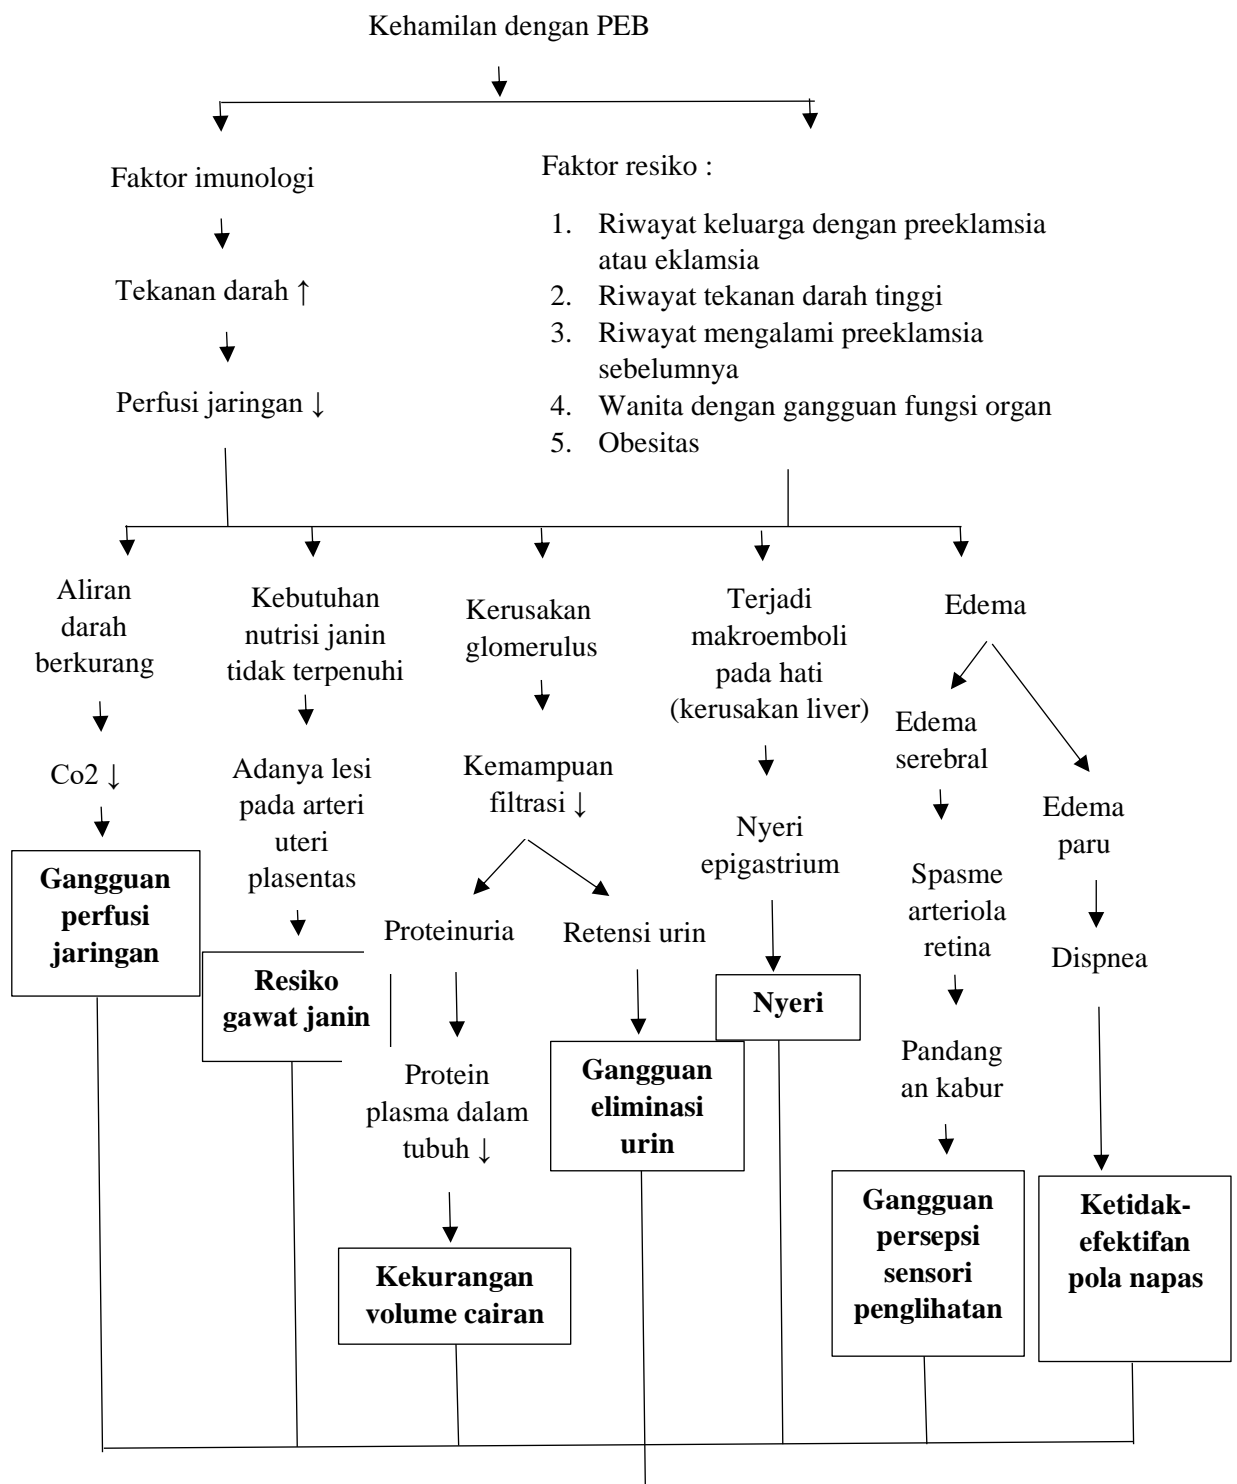 Kehamilan dengan PEB
Faktor imunologi
Tekanan darah ↑
Perfusi jaringan ↓
Faktor resiko :
1. Riwayat keluarga dengan preeklamsia
atau eklamsia
2. Riwayat tekanan darah tinggi
3. Riwayat mengalami preeklamsia
sebelumnya
4. Wanita dengan gangguan fungsi organ
5. Obesitas
Aliran
darah
berkurang
Co2 ↓
Gangguan
perfusi
jaringan
Kebutuhan
nutrisi janin
tidak terpenuhi
Adanya lesi
pada arteri
uteri
plasentas
Resiko
gawat janin
Kerusakan
glomerulus
Kemampuan
filtrasi ↓
Proteinuria
Protein
plasma dalam
tubuh ↓
Kekurangan
volume cairan
Retensi urin
Gangguan
eliminasi
urin
Terjadi
makroemboli
pada hati
(kerusakan liver)
Nyeri
epigastrium
Nyeri
Edema
Edema
serebral
Spasme
arteriola
retina
Pandang
an kabur
Gangguan
persepsi
sensori
penglihatan
Edema
paru
Dispnea
Ketidak-
efektifan
pola napas